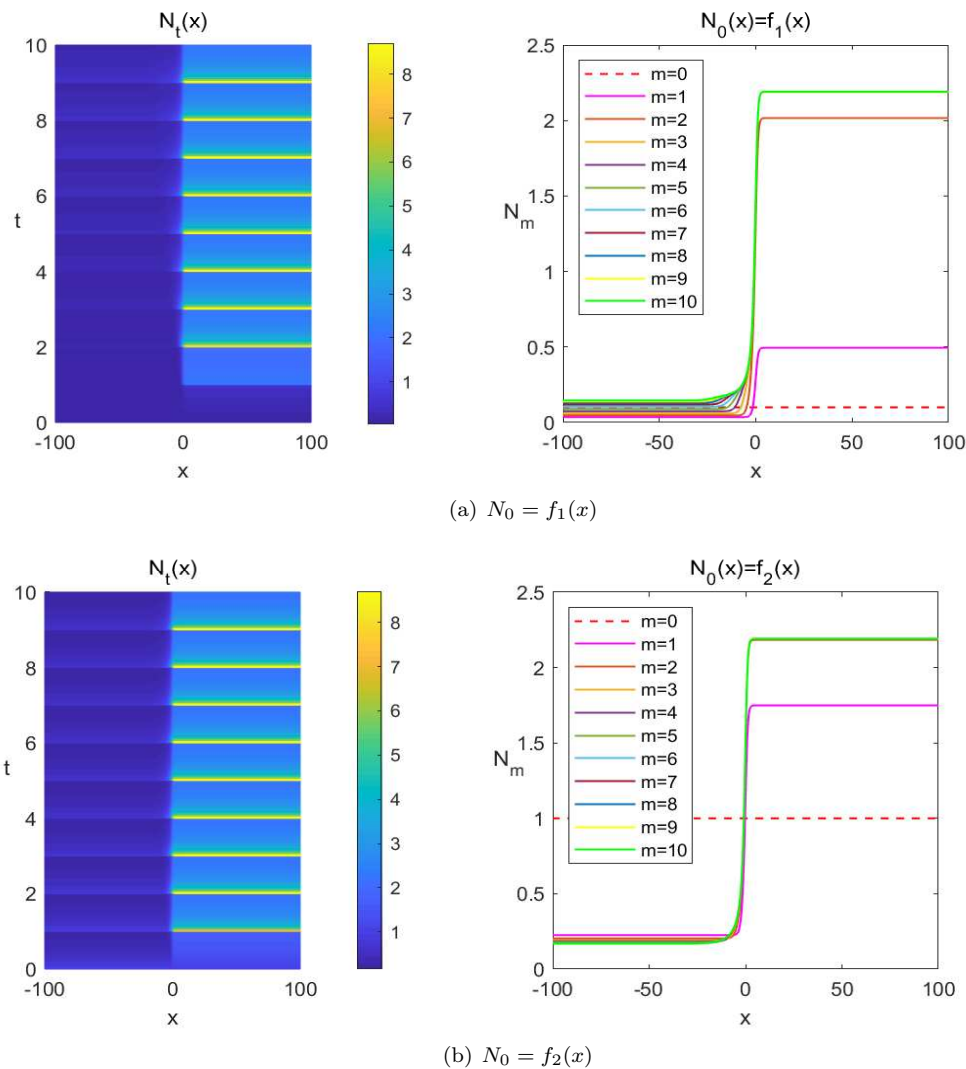 N_t(x)
10
8
6
t
4
2
0
-100
0
100
x
8
7
6
5
4
3
2
1
N_0(x)=f_1(x)
2.5
2
1.5
N_m
1
0.5
0
-100
-50
0
50
100
x
m=0
m=1
m=2
m=3
m=4
m=5
m=6
m=7
m=8
m=9
m=10
(a) N_0 = f_1(x)
N_t(x)
10
8
6
t
4
2
0
-100
0
100
x
8
7
6
5
4
3
2
1
N_0(x)=f_2(x)
2.5
2
1.5
N_m
1
0.5
0
-100
-50
0
50
100
x
m=0
m=1
m=2
m=3
m=4
m=5
m=6
m=7
m=8
m=9
m=10
(b) N_0 = f_2(x)